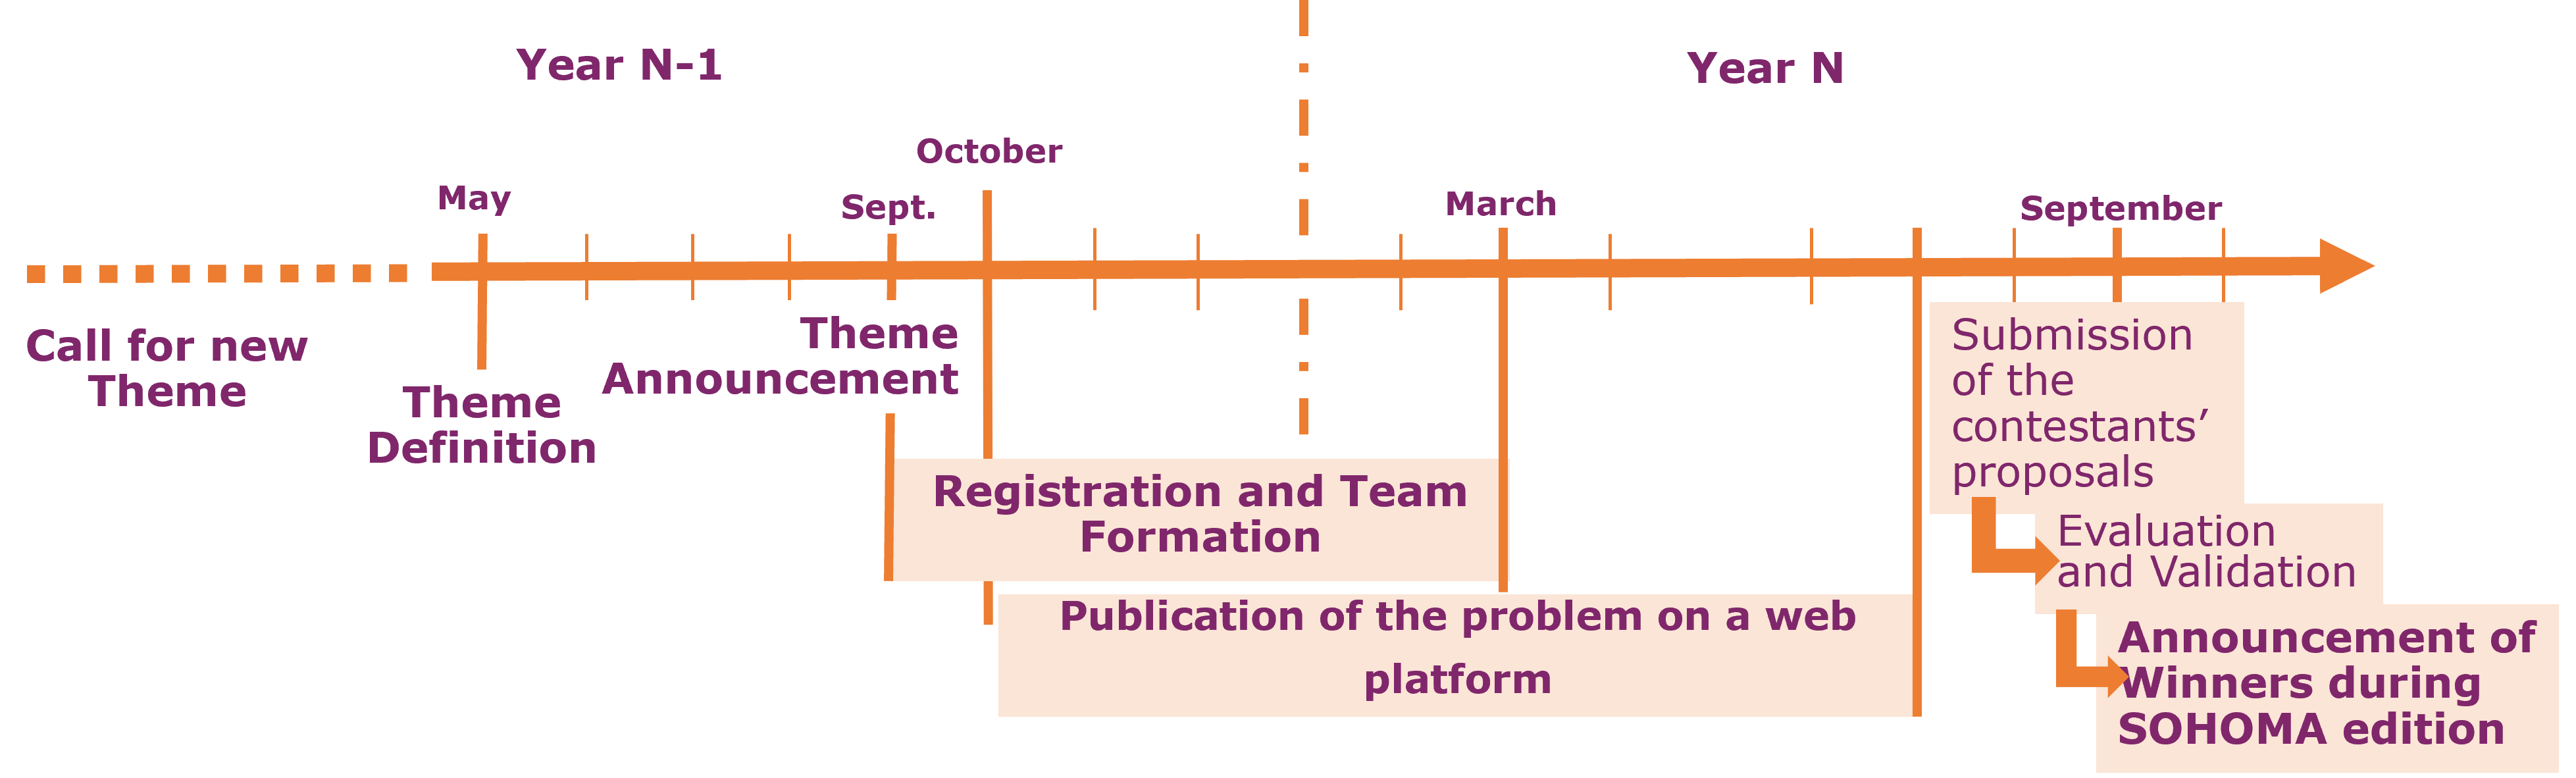 Year N-1
Year N
October
May
Sept.
March
September
Call for new
Theme
Theme
Definition
Theme
Announcement
Registration and Team
Formation
Publication of the problem on a web
platform
Submission
of the
contestants’
proposals
Evaluation
and Validation
Announcement of
Winners during
SOHOMA edition